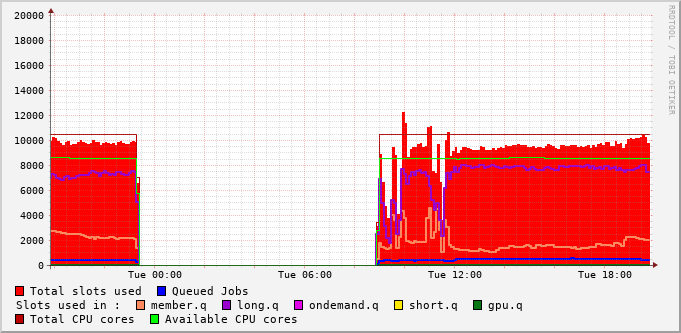 20000
18000
16000
14000
12000
10000
8000
6000
4000
2000
0
Tue 00:00 Tue 06:00 Tue 12:00 Tue 18:00
RRDTOOL / TOBI OETIKER
Total slots used Queued Jobs
Slots used in : member.q long.q ondemand.q short.q gpu.q
Total CPU cores Available CPU cores